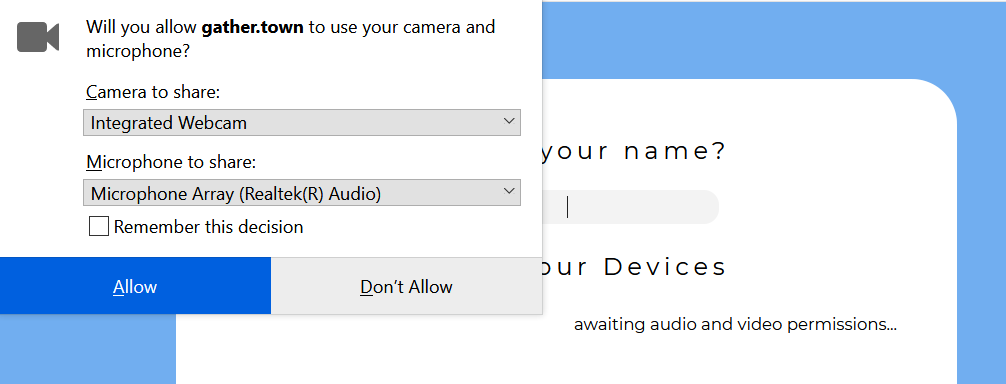 Will you allow gather.town to use your camera and
microphone?
Camera to share:
Integrated Webcam
Microphone to share:
Microphone Array (Realtek(R) Audio)
Remember this decision
Allow
Don't Allow
your name?
our Devices
awaiting audio and video permissions...